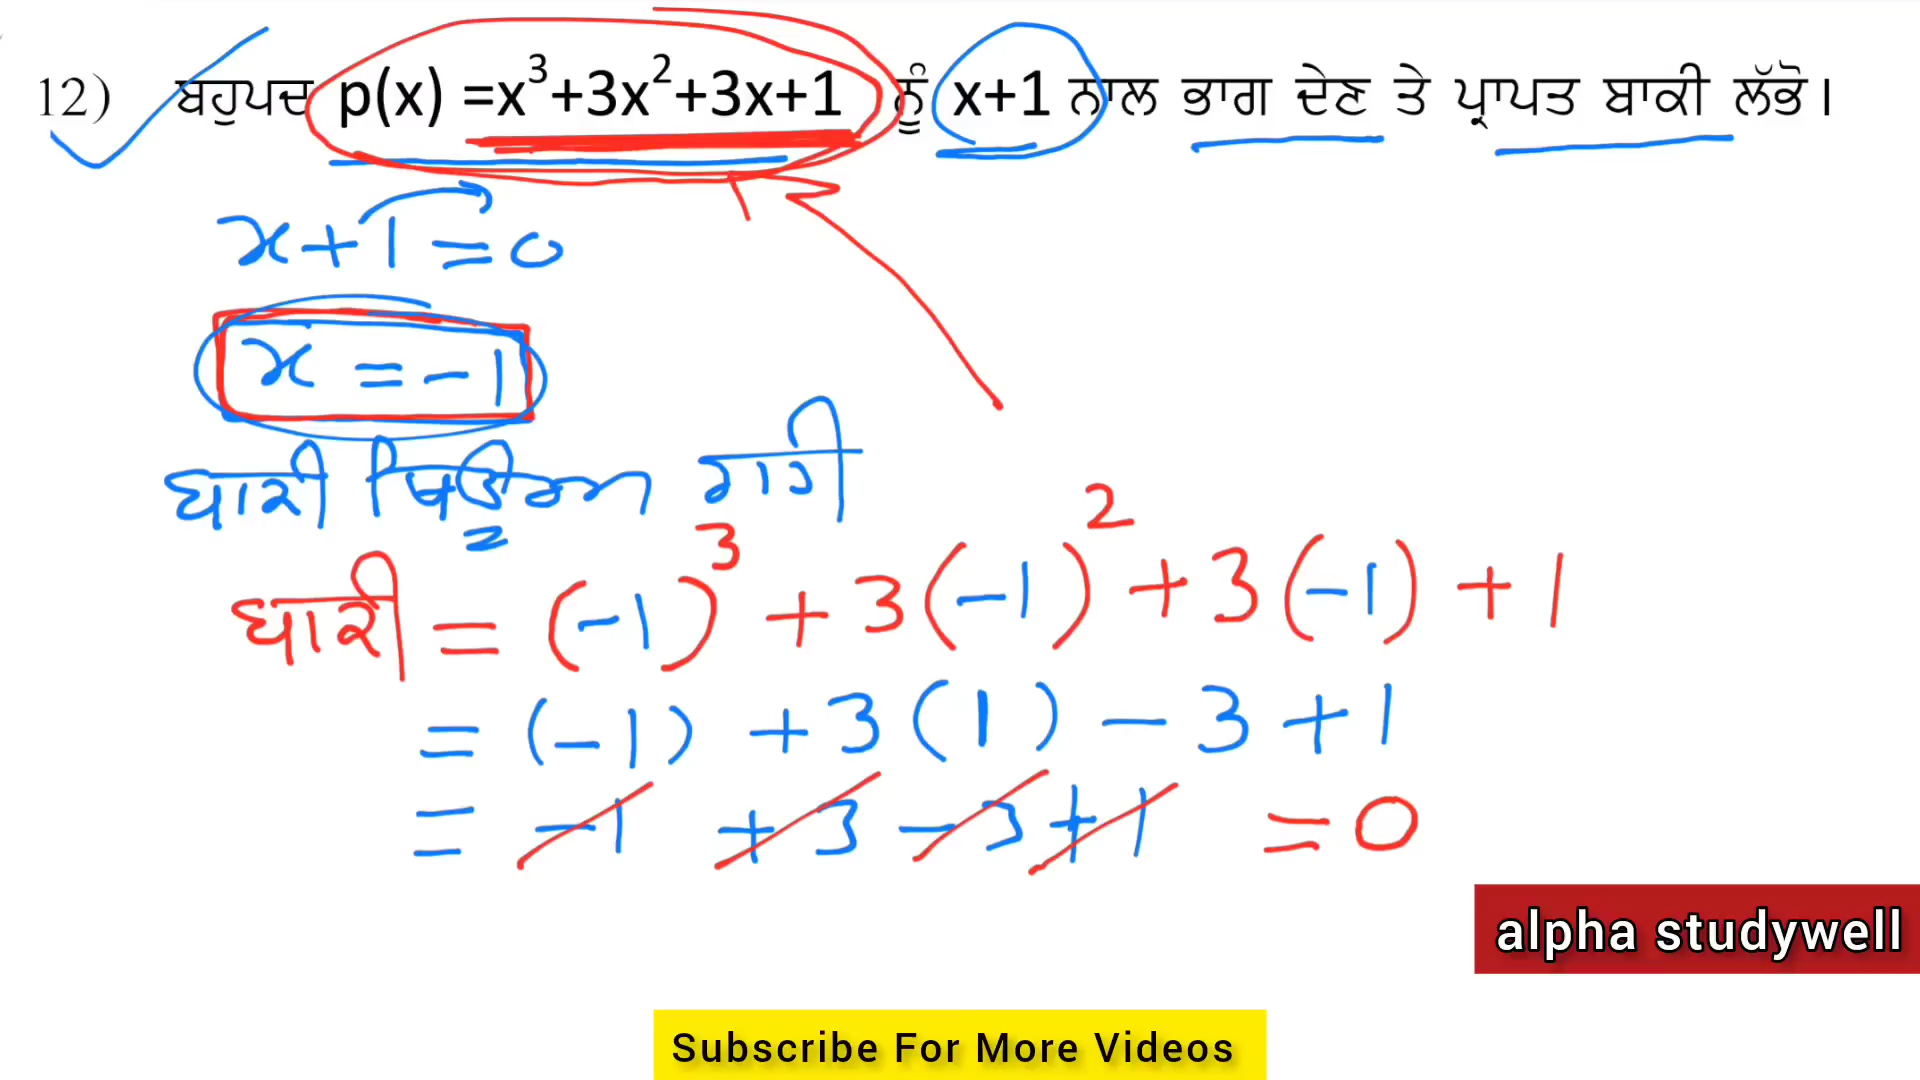 12) ਬਹੁਪਦ p(x) =x³+3x²+3x+1 ਨੂੰ x+1 ਨਾਲ ਭਾਗ ਦੇਣ ਤੇ ਪ੍ਰਾਪਤ ਬਾਕੀ ਲੱਭੋ।
x + 1 = 0
x = -1
ਬਾਕੀ ਥਿਊਰਮ ਰਾਹੀਂ
ਬਾਕੀ = (-1)³ + 3(-1)² + 3(-1) + 1
= (-1) + 3(1) - 3 + 1
= -1 + 3 - 3 + 1 = 0
alpha studywell
Subscribe For More Videos